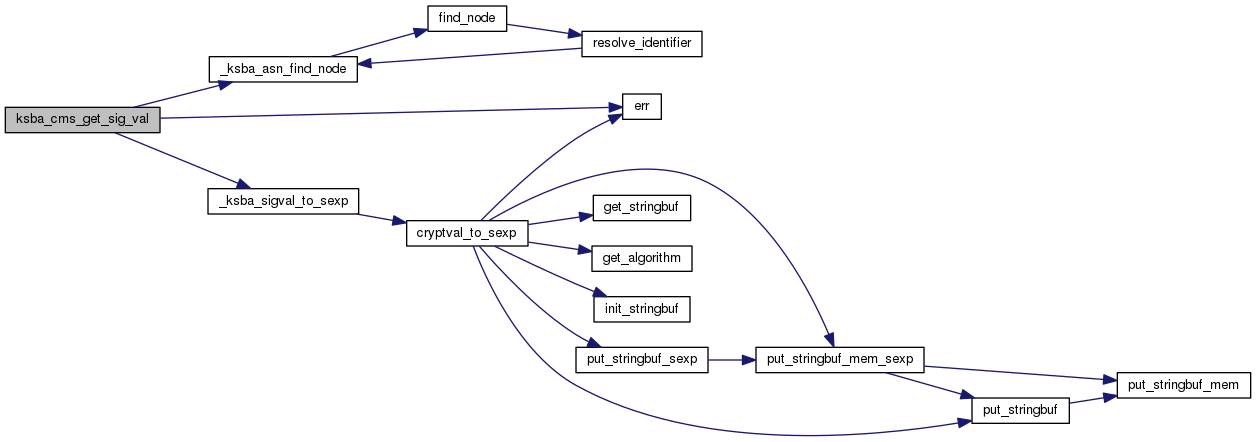 find_node
resolve_identifier
_ksba_asn_find_node
err
ksba_cms_get_sig_val
_ksba_sigval_to_sexp
get_stringbuf
cryptval_to_sexp
get_algorithm
init_stringbuf
put_stringbuf_sexp
put_stringbuf_mem_sexp
put_stringbuf_mem
put_stringbuf